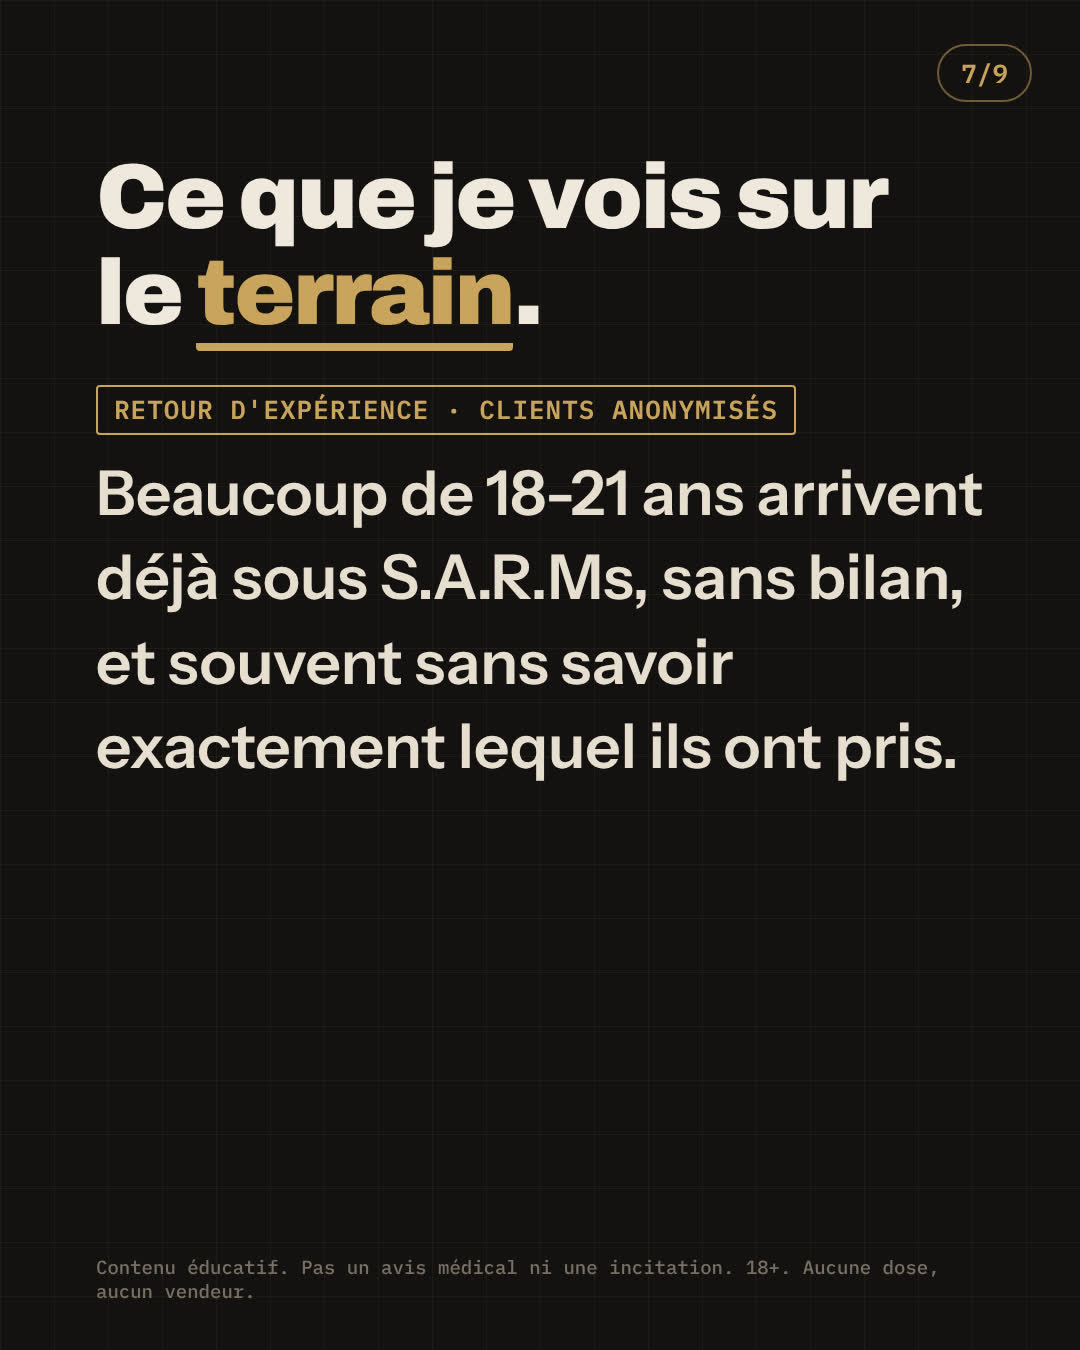 7/9
Ce que je vois sur
le terrain.
RETOUR D'EXPÉRIENCE · CLIENTS ANONYMISÉS
Beaucoup de 18-21 ans arrivent
déjà sous S.A.R.Ms, sans bilan,
et souvent sans savoir
exactement lequel ils ont pris.
Contenu éducatif. Pas un avis médical ni une incitation. 18+. Aucune dose,
aucun vendeur.